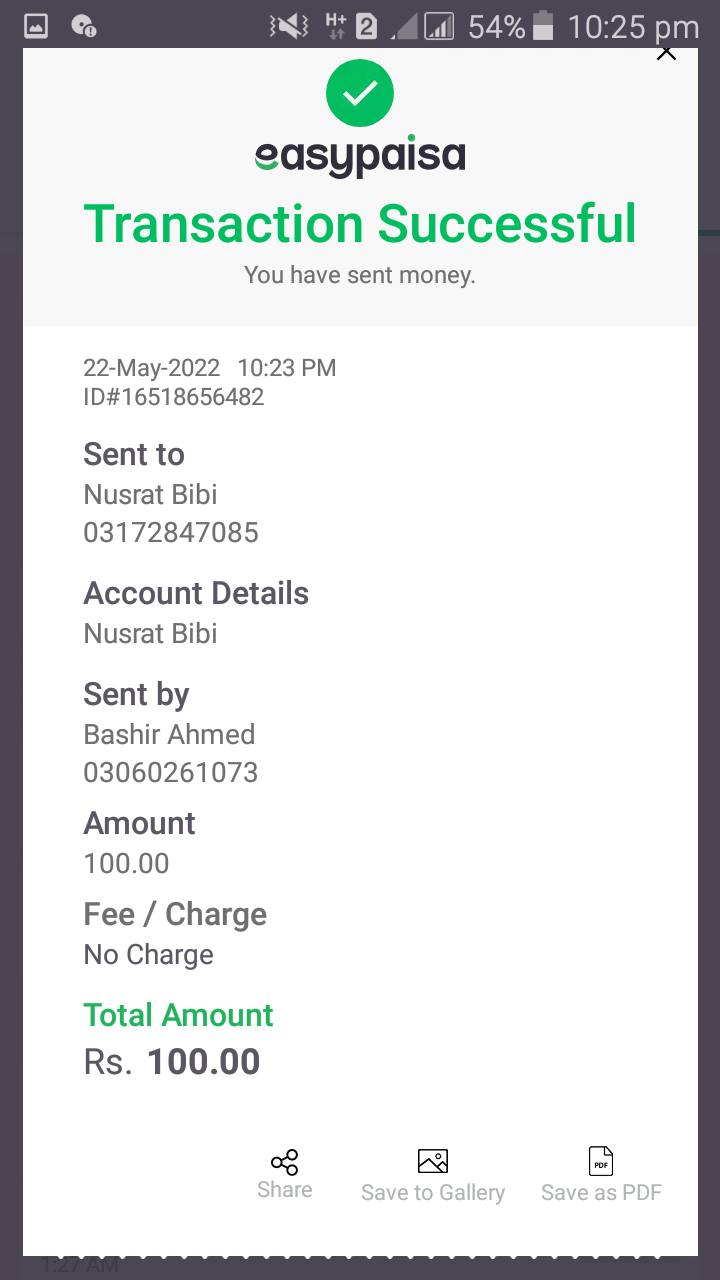 H+ 2 54% 10:25 pm
easypaisa
Transaction Successful
You have sent money.
22-May-2022 10:23 PM
ID#16518656482
Sent to
Nusrat Bibi
03172847085
Account Details
Nusrat Bibi
Sent by
Bashir Ahmed
03060261073
Amount
100.00
Fee / Charge
No Charge
Total Amount
Rs. 100.00
Share
Save to Gallery
PDF
Save as PDF
1:27 AM